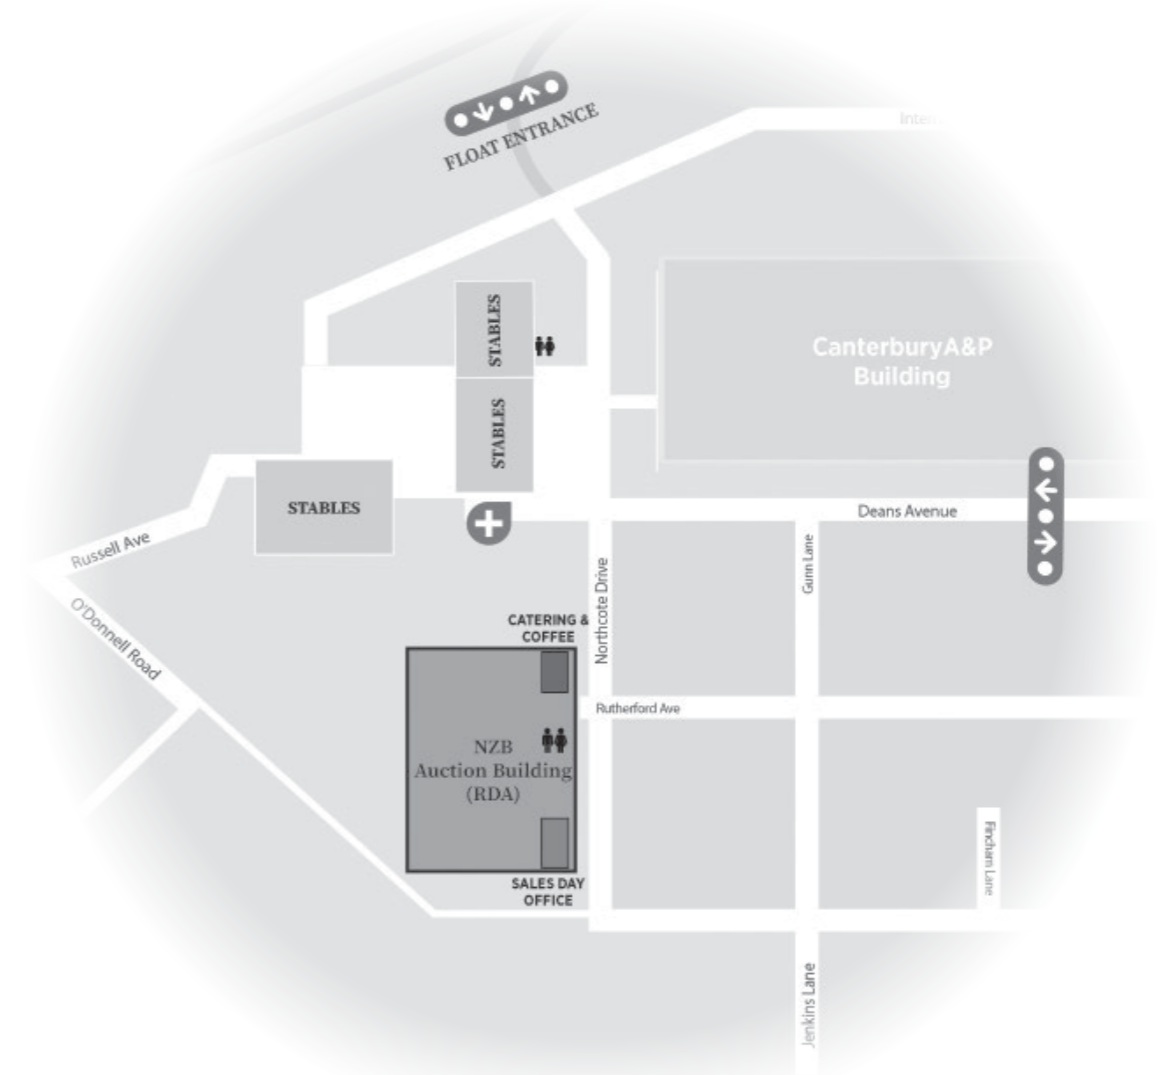 FLOAT ENTRANCE
STABLES
CanterburyA&P
Building
STABLES
STABLES
Deans Avenue
Russell Ave
Gunn Lane
Northcote Drive
O'Donnell Road
CATERING &
COFFEE
Rutherford Ave
NZB
Auction Building
(RDA)
Fincham Lane
SALES DAY
OFFICE
Jenkins Lane